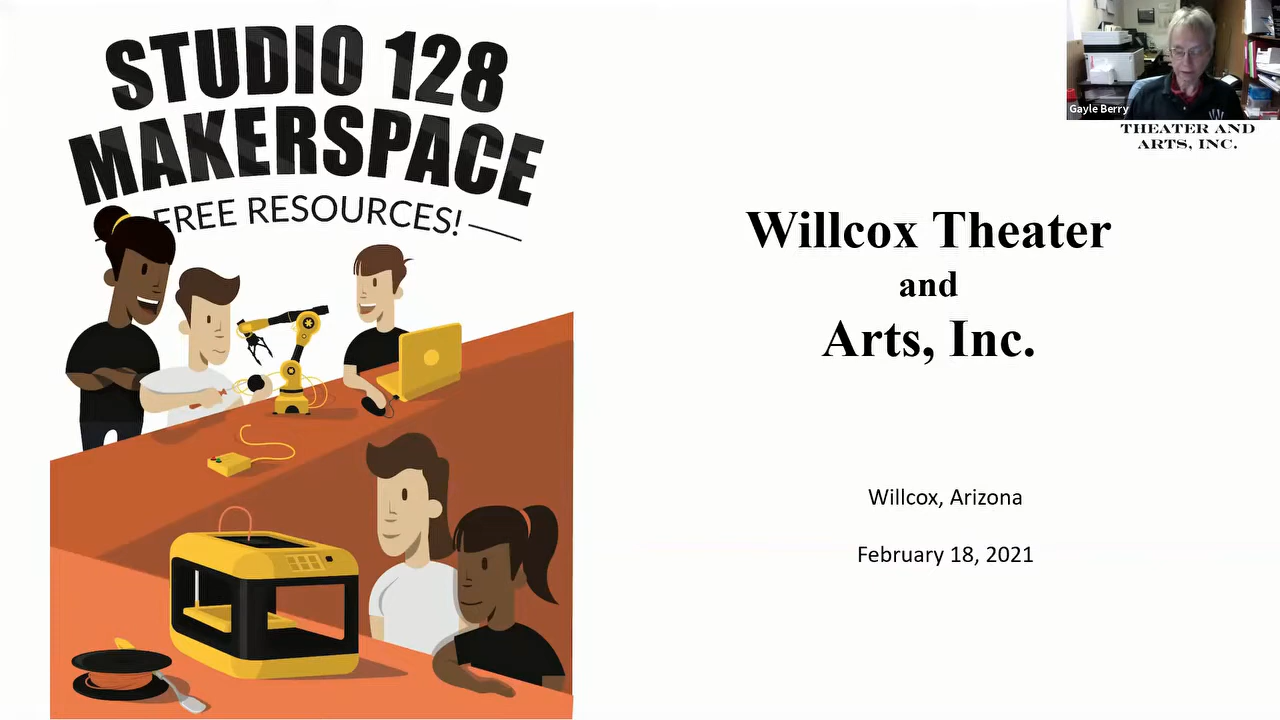 STUDIO 128
MAKERSPACE
FREE RESOURCES!
Gayle Berry
THEATER AND
ARTS, INC.
Willcox Theater
and
Arts, Inc.
Willcox, Arizona
February 18, 2021